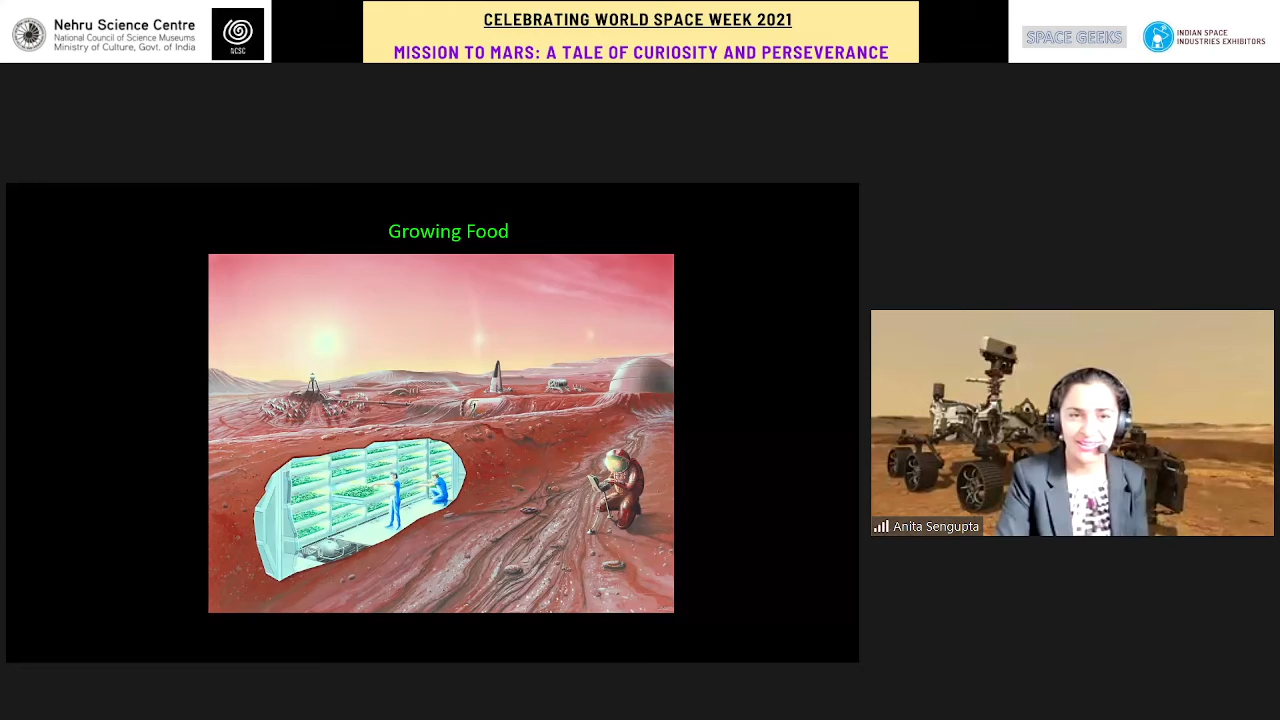 Nehru Science Centre
National Council of Science Museums
Ministry of Culture, Govt. of India
NCSC
CELEBRATING WORLD SPACE WEEK 2021
MISSION TO MARS: A TALE OF CURIOSITY AND PERSEVERANCE
SPACE GEEKS
INDIAN SPACE
INDUSTRIES EXHIBITORS
Growing Food
Anita Sengupta